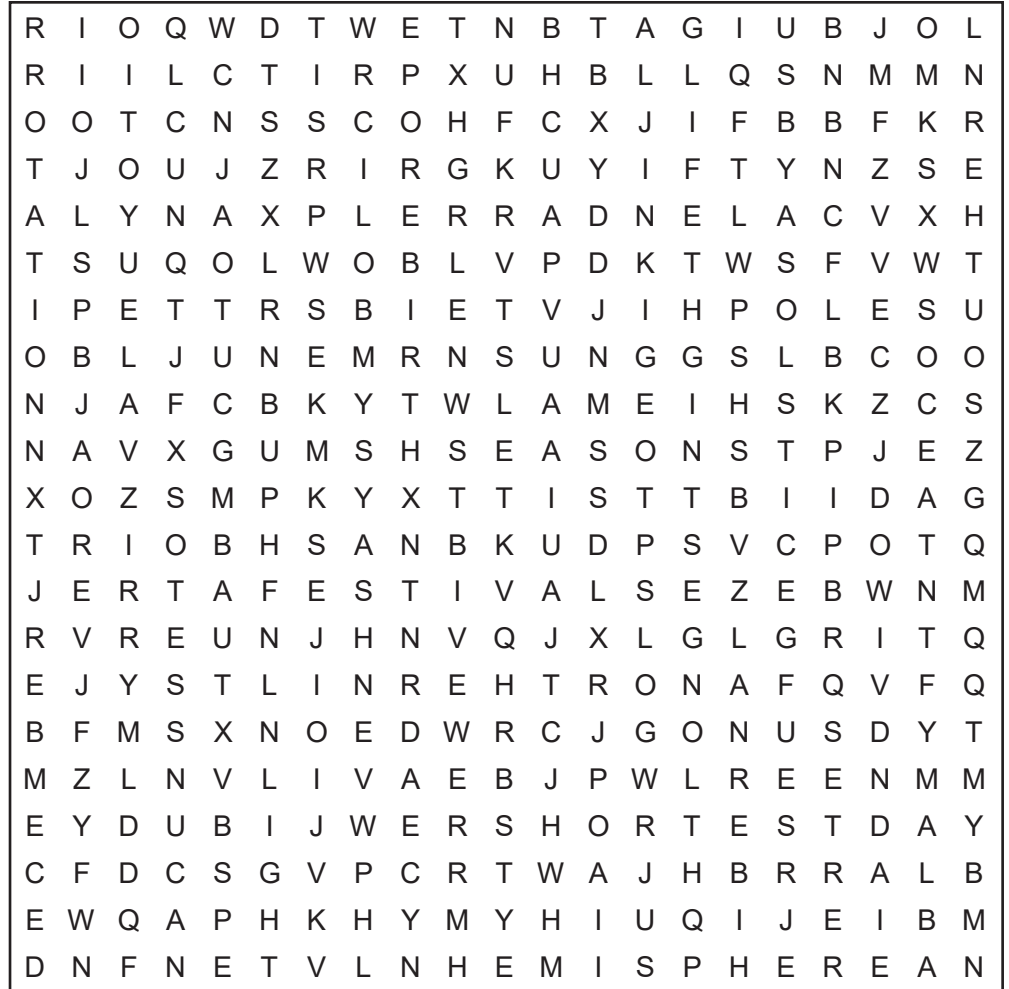 R I O Q W D T W E T N B T A G I U B J O L
R I I L C T I R P X U H B L L Q S N M M N
O O T C N S S C O H F C X J I F B B F K R
T J O U J Z R I R G K U Y I F T Y N Z S E
A L Y N A X P L E R R A D N E L A C V X H
T S U Q O L W O B L V P D K T W S F V W T
I P E T T R S B I E T V J I H P O L E S U
O B L J U N E M R N S U N G G S L B C O O
N J A F C B K Y T W L A M E I H S K Z C S
N A V X G U M S H S E A S O N S T P J E Z
X O Z S M P K Y X T T I S T T B I I D A G
T R I O B H S A N B K U D P S V C P O T Q
J E R T A F E S T I V A L S E Z E B W N M
R V R E U N J H N V Q J X L G L G R I T Q
E J Y S T L I N R E H T R O N A F Q V F Q
B F M S X N O E D W R C J G O N U S D Y T
M Z L N V L I V A E B J P W L R E E N M M
E Y D U B I J W E R S H O R T E S T D A Y
C F D C S G V P C R T W A J H B R R A L B
E W Q A P H K H Y M Y H I U Q I J E I B M
D N F N E T V L N H E M I S P H E R E A N